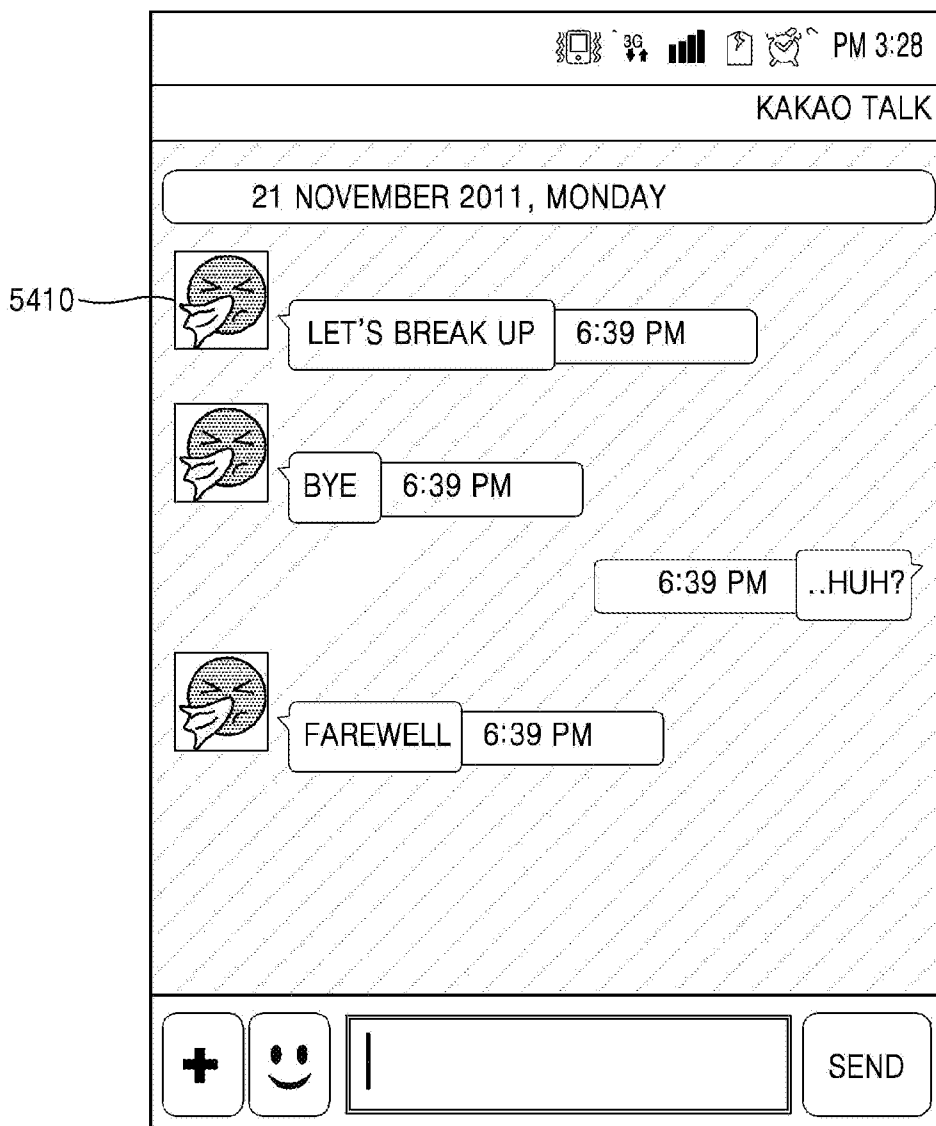 3G PM 3:28
KAKAO TALK
21 NOVEMBER 2011, MONDAY
5410
LET'S BREAK UP 6:39 PM
BYE 6:39 PM
6:39 PM ..HUH?
FAREWELL 6:39 PM
SEND